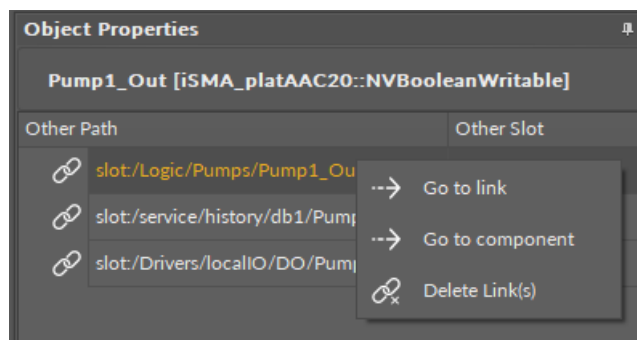 Object Properties
Pump1_Out [iSMA_platAAC20::NVBooleanWritable]
Other Path Other Slot
slot:/Logic/Pumps/Pump1_Ou
Go to link
slot:/service/history/db1/Pump
Go to component
slot:/Drivers/localIO/DO/Pump
Delete Link(s)